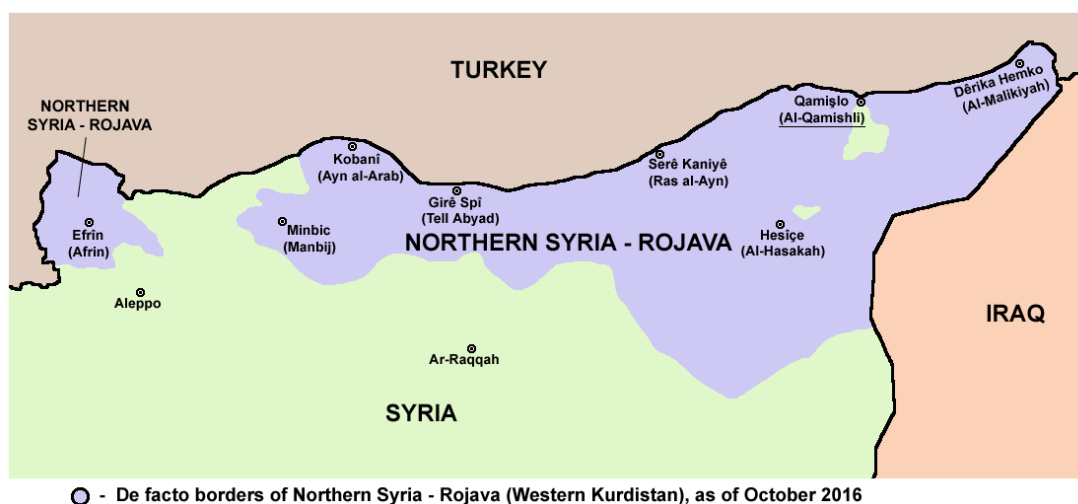 TURKEY
NORTHERN
SYRIA - ROJAVA
Dêrika Hemko
(Al-Malikiyah)
Qamişlo
(Al-Qamishli)
Kobanî
(Ayn al-Arab)
Serê Kaniyê
(Ras al-Ayn)
Girê Spî
(Tell Abyad)
Efrîn
(Afrin)
Minbic
(Manbij)
NORTHERN SYRIA - ROJAVA
Hesîçe
(Al-Hasakah)
Aleppo
IRAQ
Ar-Raqqah
SYRIA
- De facto borders of Northern Syria - Rojava (Western Kurdistan), as of October 2016